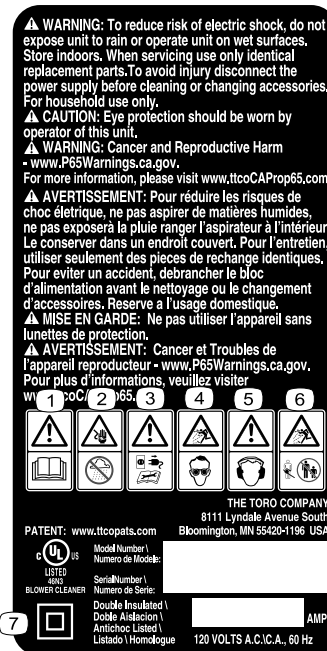 WARNING: To reduce risk of electric shock, do not
expose unit to rain or operate unit on wet surfaces.
Store indoors. When servicing use only identical
replacement parts.To avoid injury disconnect the
power supply before cleaning or changing accessories.
For household use only.
CAUTION: Eye protection should be worn by
operator of this unit.
WARNING: Cancer and Reproductive Harm
- www.P65Warnings.ca.gov.
For more information, please visit www.ttcoCAProp65.com
AVERTISSEMENT: Pour réduire les risques de
choc életrique, ne pas aspirer de matières humides,
ne pas exposerà la pluie ranger l'aspirateur à l'intérieur
Le conserver dans un endroit couvert. Pour l'entretien,
utiliser seulement des pieces de rechange identiques.
Pour eviter un accident, debrancher le bloc
d'alimentation avant le nettoyage ou le changement
d'accessoires. Reserve a l'usage domestique.
MISE EN GARDE: Ne pas utiliser l'appareil sans
lunettes de protection.
AVERTISSEMENT: Cancer et Troubles de
l'appareil reproducteur - www.P65Warnings.ca.gov.
Pour plus d'informations, veuillez visiter
1 2 3 4 5 6
THE TORO COMPANY
8111 Lyndale Avenue South
PATENT: www.ttcopats.com Bloomington, MN 55420-1196 USA
c UL US
LISTED
46N3
BLOWER CLEANER
Model Number \
Numero de Modele:
SerialNumber \
Numero de Serie:
7
Double Insulated \
Doble Aislacion \
Antichoc Listed \
Listado \ Homologue
AMP
120 VOLTS A.C.\C.A., 60 Hz